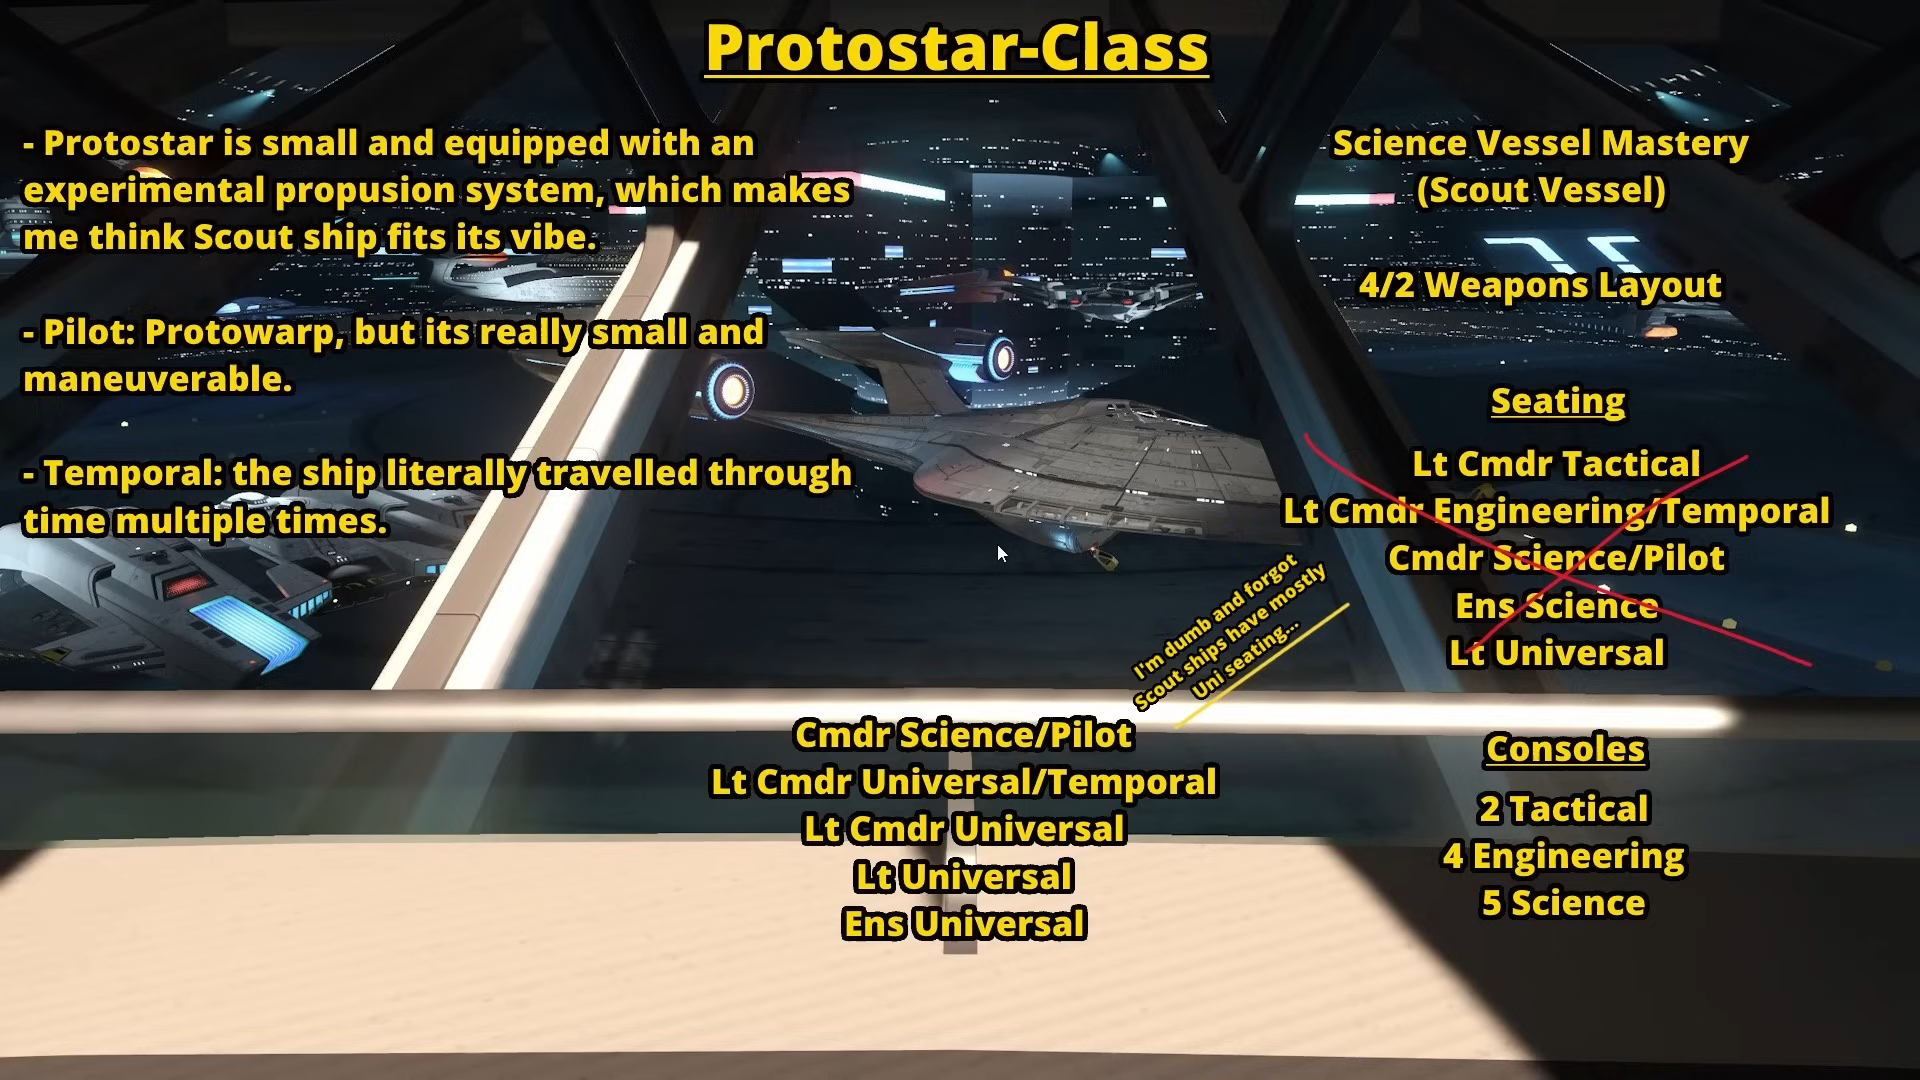 Protostar-Class
- Protostar is small and equipped with an
experimental propusion system, which makes
me think Scout ship fits its vibe.
- Pilot: Protowarp, but its really small and
maneuverable.
- Temporal: the ship literally travelled through
time multiple times.
Science Vessel Mastery
(Scout Vessel)
4/2 Weapons Layout
Seating
Lt Cmdr Tactical
Lt Cmdr Engineering/Temporal
Cmdr Science/Pilot
Ens Science
Lt Universal
I'm dumb and forgot
Scout ships have mostly
Uni seating...
Cmdr Science/Pilot
Lt Cmdr Universal/Temporal
Lt Cmdr Universal
Lt Universal
Ens Universal
Consoles
2 Tactical
4 Engineering
5 Science